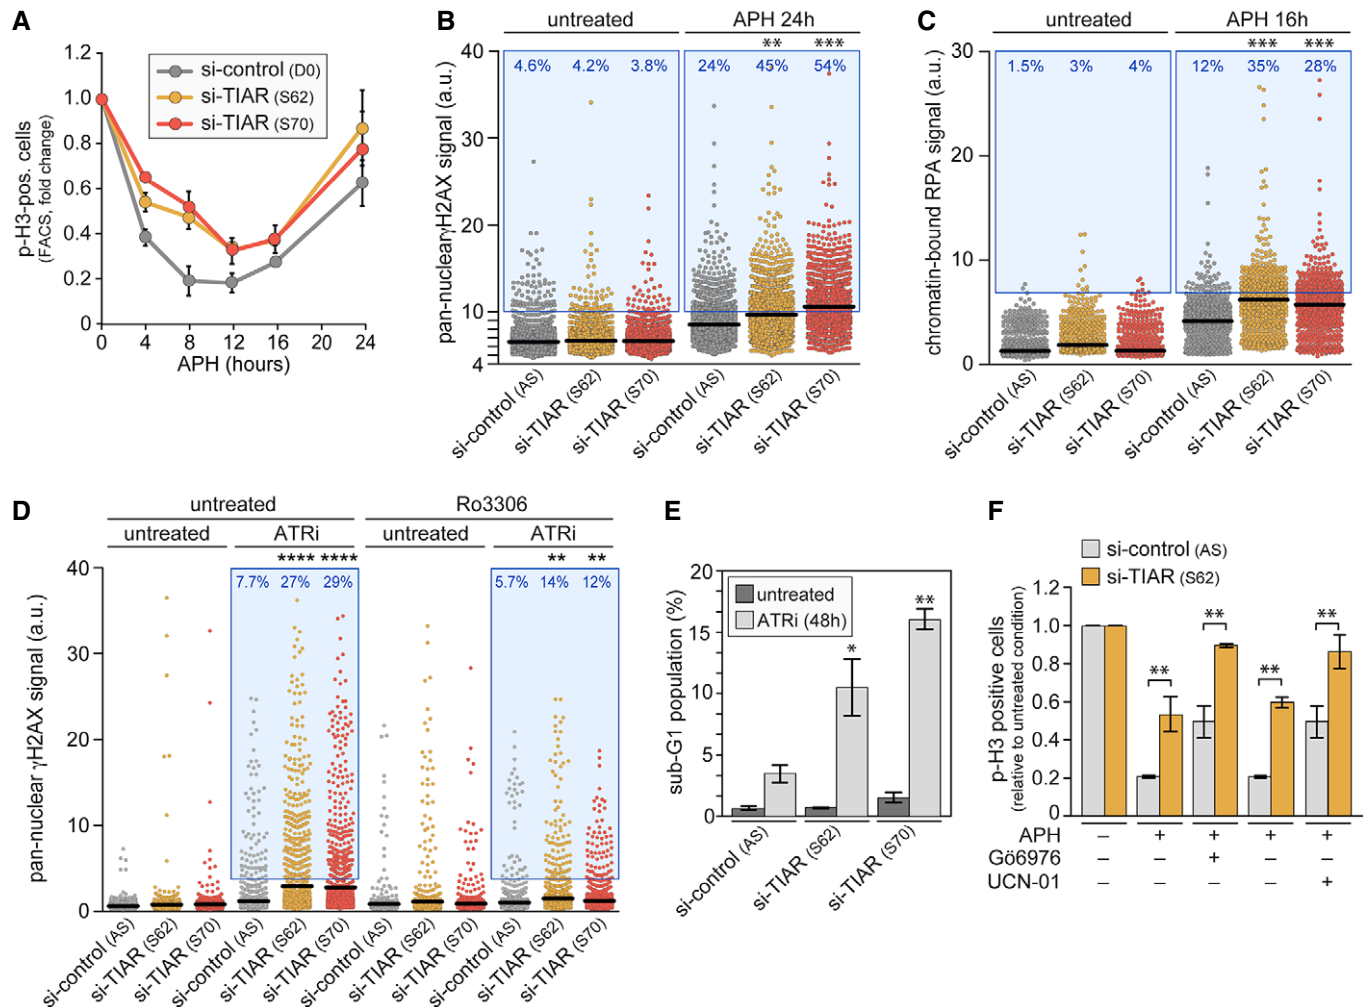 A
p-H3-pos. cells
(FACS, fold change)
1.2
1.0
0.8
0.6
0.4
0.2
0
si-control (D0)
si-TIAR (S62)
si-TIAR (S70)
0 4 8 12 16 20 24
APH (hours)
B
untreated APH 24h
** ***
pan-nuclearγH2AX signal (a.u.)
40
30
20
10
4
4.6% 4.2% 3.8% 24% 45% 54%
si-control (AS)
si-TIAR (S62)
si-TIAR (S70)
si-control (AS)
si-TIAR (S62)
si-TIAR (S70)
C
untreated APH 16h
*** ***
chromatin-bound RPA signal (a.u.)
30
20
10
0
1.5% 3% 4% 12% 35% 28%
si-control (AS)
si-TIAR (S62)
si-TIAR (S70)
si-control (AS)
si-TIAR (S62)
si-TIAR (S70)
D
untreated Ro3306
untreated ATRi untreated ATRi
**** **** ** **
pan-nuclear γH2AX signal (a.u.)
40
30
20
10
0
7.7% 27% 29% 5.7% 14% 12%
si-control (AS)
si-TIAR (S62)
si-TIAR (S70)
si-control (AS)
si-TIAR (S62)
si-TIAR (S70)
si-control (AS)
si-TIAR (S62)
si-TIAR (S70)
si-control (AS)
si-TIAR (S62)
si-TIAR (S70)
E
sub-G1 population (%)
20
15
10
5
0
untreated
ATRi (48h)
* **
si-control (AS)
si-TIAR (S62)
si-TIAR (S70)
F
si-control (AS)
si-TIAR (S62)
p-H3 positive cells
(relative to untreated condition)
1.2
1.0
0.8
0.6
0.4
0.2
0
** ** ** **
APH – + + + +
Gö6976 – – + – –
UCN-01 – – – – +